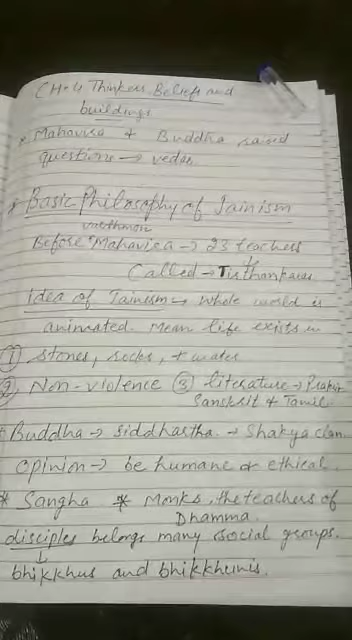 CH-4 Thinkers Beliefs and
buildings
* Mahavira & Buddha raised
questions → vedas
* Basic Philosophy of Jainism
Before Mahavira → 23 teachers
Called → Tirthankaras
idea of Jainism → Whole world is
animated. Mean life exists in
① stones, rocks, & water
② Non-violence ③ literature → Prakrit
Sanskrit & Tamil.
* Buddha → Siddhartha → Shakya clan
opinion → be humane or ethical.
* Sangha * Monks, the teachers of
Dhamma.
disciples belongs many social groups.
↓
bhikkhus and bhikkhunis.